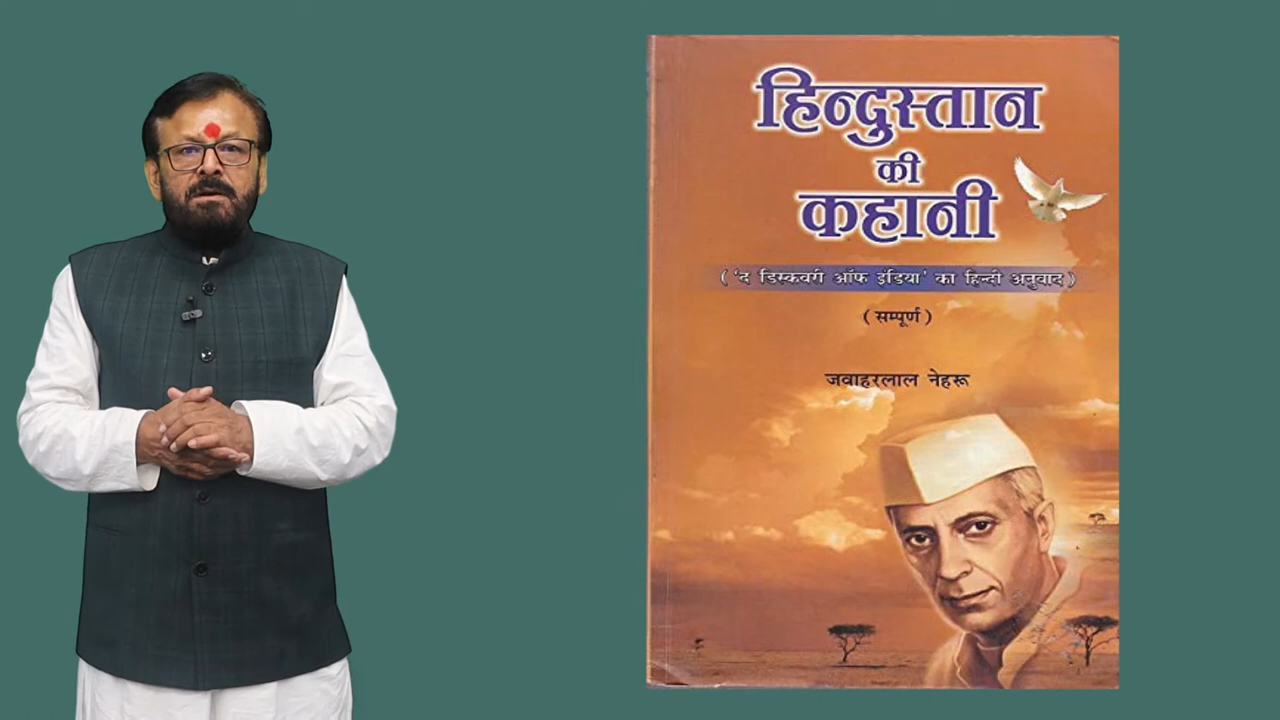 हिन्दुस्तान
की
कहानी
( 'द डिस्कवरी ऑफ इंडिया' का हिन्दी अनुवाद )
( सम्पूर्ण )
जवाहरलाल नेहरू